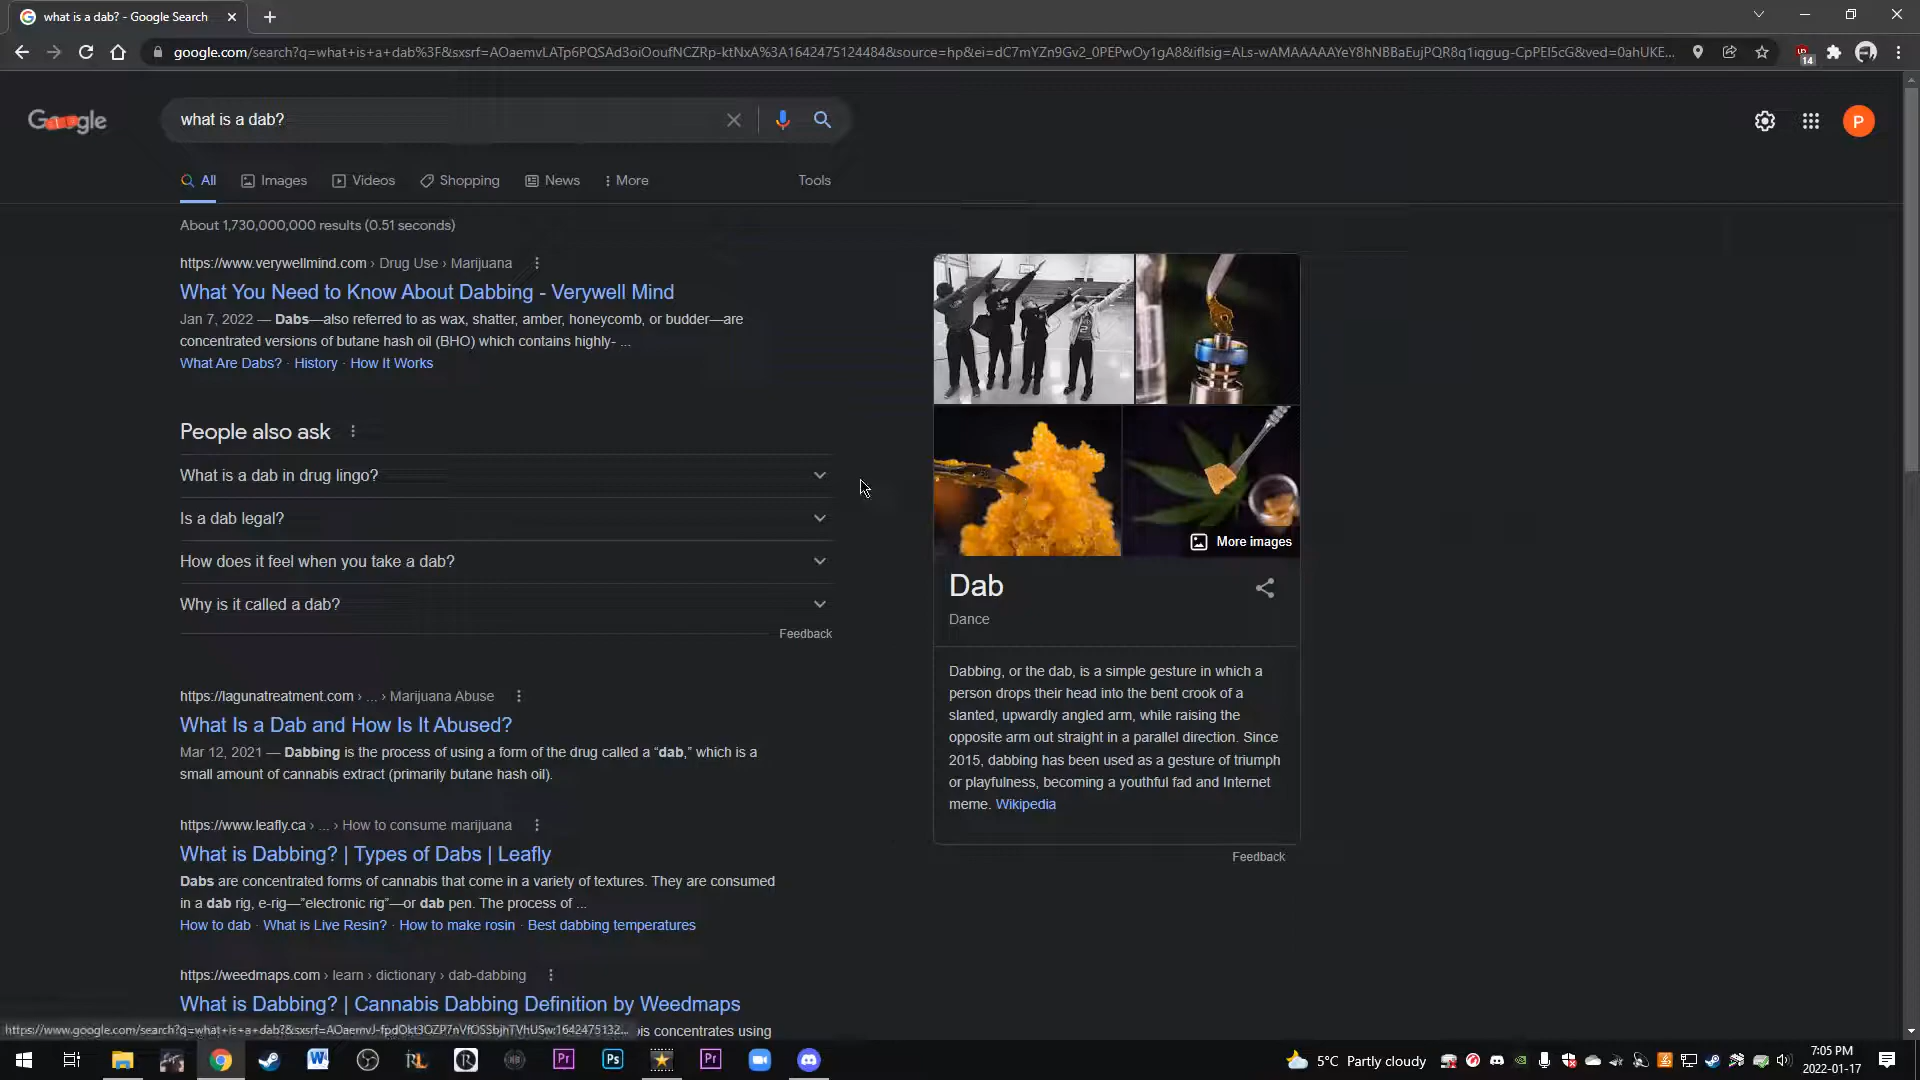 what is a dab? - Google Search
google.com/search?q=what+is+a+dab%3F&sxsrf=AOaemvLATp6PQSAd3oiOoufNCZRp-ktNxA%3A1642475124484&source=hp&ei=dC7mYZn9Gv2_0PEPwOy1gA8&iflsig=ALs-wAMAAAAAYeY8hNBBaEujPQR8q1iqgug-CpPEI5cG&ved=0ahUKE...
14
Google
what is a dab?
P
All
Images
Videos
Shopping
News
More
Tools
About 1,730,000,000 results (0.51 seconds)
https://www.verywellmind.com › Drug Use › Marijuana
What You Need to Know About Dabbing - Verywell Mind
Jan 7, 2022 — Dabs—also referred to as wax, shatter, amber, honeycomb, or budder—are
concentrated versions of butane hash oil (BHO) which contains highly- ...
What Are Dabs? · History · How It Works
People also ask
What is a dab in drug lingo?
Is a dab legal?
How does it feel when you take a dab?
Why is it called a dab?
Feedback
https://lagunatreatment.com › ... › Marijuana Abuse
What Is a Dab and How Is It Abused?
Mar 12, 2021 — Dabbing is the process of using a form of the drug called a “dab,” which is a
small amount of cannabis extract (primarily butane hash oil).
https://www.leafly.ca › ... › How to consume marijuana
What is Dabbing? | Types of Dabs | Leafly
Dabs are concentrated forms of cannabis that come in a variety of textures. They are consumed
in a dab rig, e-rig—”electronic rig”—or dab pen. The process of ...
How to dab · What is Live Resin? · How to make rosin · Best dabbing temperatures
https://weedmaps.com › learn › dictionary › dab-dabbing
What is Dabbing? | Cannabis Dabbing Definition by Weedmaps
is concentrates using
More images
Dab
Dance
Dabbing, or the dab, is a simple gesture in which a
person drops their head into the bent crook of a
slanted, upwardly angled arm, while raising the
opposite arm out straight in a parallel direction. Since
2015, dabbing has been used as a gesture of triumph
or playfulness, becoming a youthful fad and Internet
meme. Wikipedia
Feedback
W
RL
R
Pr
Ps
Pr
5°C Partly cloudy
7:05 PM
2022-01-17